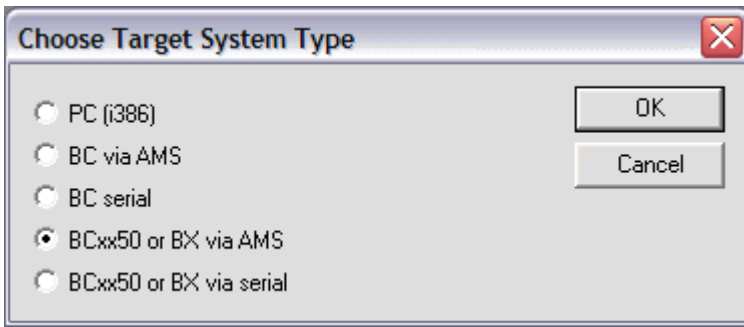 Choose Target System Type
PC (i386)
OK
BC via AMS
Cancel
BC serial
BCxx50 or BX via AMS
BCxx50 or BX via serial